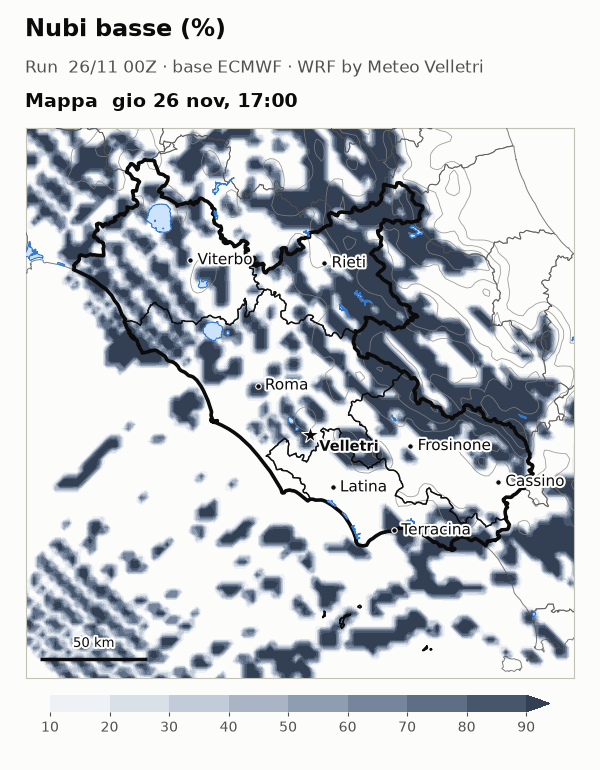 Nubi basse (%)
Run  26/11 00Z · base ECMWF · WRF by Meteo Velletri
Mappa  gio 26 nov, 17:00
Viterbo
Rieti
Roma
Velletri
Frosinone
Cassino
Latina
Terracina
50 km
10 20 30 40 50 60 70 80 90